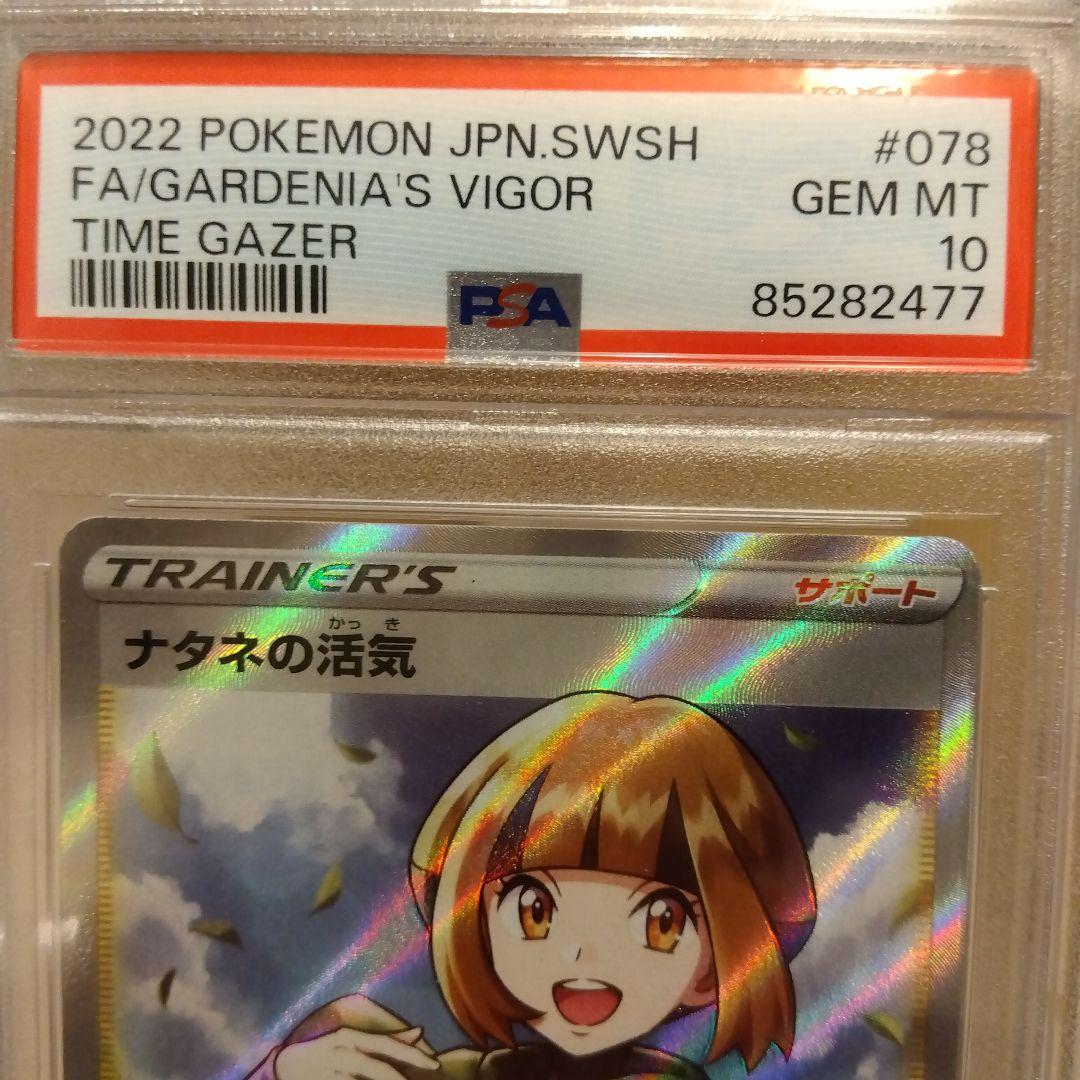 2022 POKEMON JPN.SWSH #078
FA/GARDENIA'S VIGOR GEM MT
TIME GAZER 10
85282477
PSA
TRAINER'S サポート
かっき
ナタネの活気